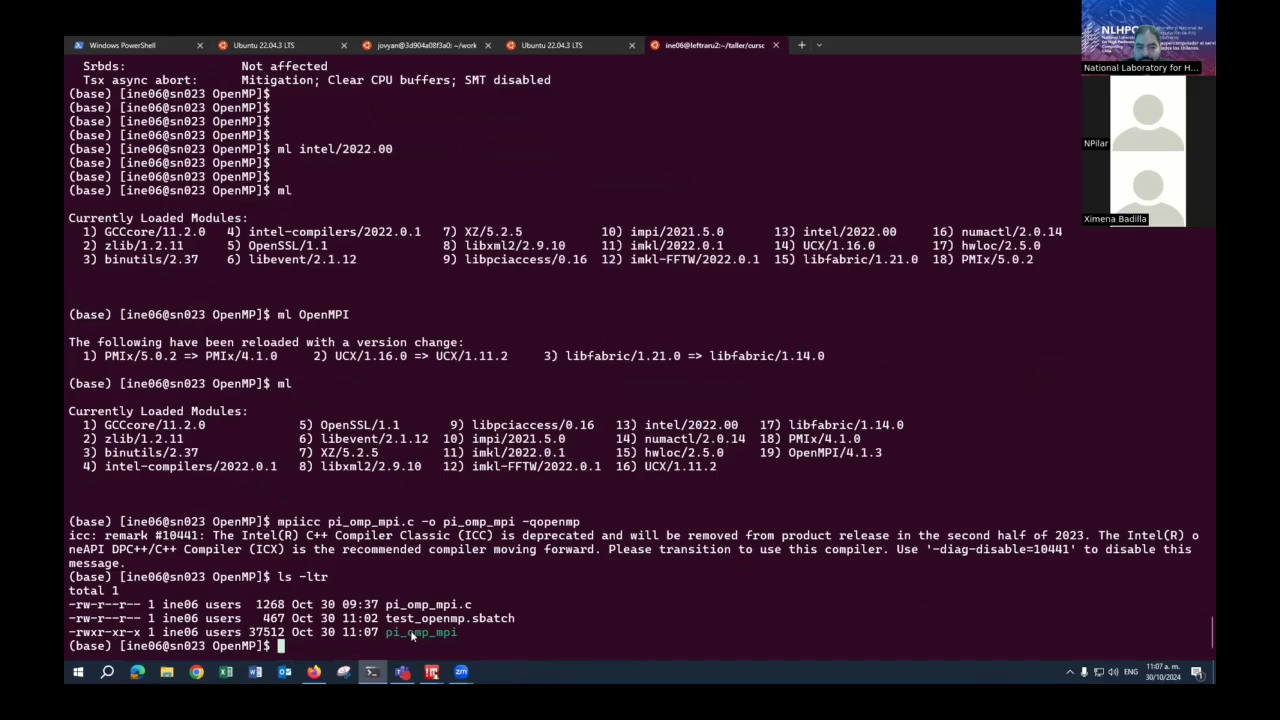 Windows PowerShell
Ubuntu 22.04.3 LTS
jovyan@3d904a08f3a0: ~/work
Ubuntu 22.04.3 LTS
ine06@leftraru2:~/taller/curso
Srbds: Not affected
Tsx async abort: Mitigation; Clear CPU buffers; SMT disabled
(base) [ine06@sn023 OpenMP]$
(base) [ine06@sn023 OpenMP]$
(base) [ine06@sn023 OpenMP]$
(base) [ine06@sn023 OpenMP]$
(base) [ine06@sn023 OpenMP]$ ml intel/2022.00
(base) [ine06@sn023 OpenMP]$
(base) [ine06@sn023 OpenMP]$
(base) [ine06@sn023 OpenMP]$ ml
Currently Loaded Modules:
1) GCCcore/11.2.0 4) intel-compilers/2022.0.1 7) XZ/5.2.5 10) impi/2021.5.0 13) intel/2022.00 16) numactl/2.0.14
2) zlib/1.2.11 5) OpenSSL/1.1 8) libxml2/2.9.10 11) imkl/2022.0.1 14) UCX/1.16.0 17) hwloc/2.5.0
3) binutils/2.37 6) libevent/2.1.12 9) libpciaccess/0.16 12) imkl-FFTW/2022.0.1 15) libfabric/1.21.0 18) PMIx/5.0.2
(base) [ine06@sn023 OpenMP]$ ml OpenMPI
The following have been reloaded with a version change:
1) PMIx/5.0.2 => PMIx/4.1.0 2) UCX/1.16.0 => UCX/1.11.2 3) libfabric/1.21.0 => libfabric/1.14.0
(base) [ine06@sn023 OpenMP]$ ml
Currently Loaded Modules:
1) GCCcore/11.2.0 5) OpenSSL/1.1 9) libpciaccess/0.16 13) intel/2022.00 17) libfabric/1.14.0
2) zlib/1.2.11 6) libevent/2.1.12 10) impi/2021.5.0 14) numactl/2.0.14 18) PMIx/4.1.0
3) binutils/2.37 7) XZ/5.2.5 11) imkl/2022.0.1 15) hwloc/2.5.0 19) OpenMPI/4.1.3
4) intel-compilers/2022.0.1 8) libxml2/2.9.10 12) imkl-FFTW/2022.0.1 16) UCX/1.11.2
(base) [ine06@sn023 OpenMP]$ mpiicc pi_omp_mpi.c -o pi_omp_mpi -qopenmp
icc: remark #10441: The Intel(R) C++ Compiler Classic (ICC) is deprecated and will be removed from product release in the second half of 2023. The Intel(R) o
neAPI DPC++/C++ Compiler (ICX) is the recommended compiler moving forward. Please transition to use this compiler. Use '-diag-disable=10441' to disable this
message.
(base) [ine06@sn023 OpenMP]$ ls -ltr
total 1
-rw-r--r-- 1 ine06 users 1268 Oct 30 09:37 pi_omp_mpi.c
-rw-r--r-- 1 ine06 users 467 Oct 30 11:02 test_openmp.sbatch
-rwxr-xr-x 1 ine06 users 37512 Oct 30 11:07 pi_omp_mpi
(base) [ine06@sn023 OpenMP]$
NLHPC
National Laboratory for H...
NPilar
Ximena Badilla
ENG
11:07 a. m.
30/10/2024